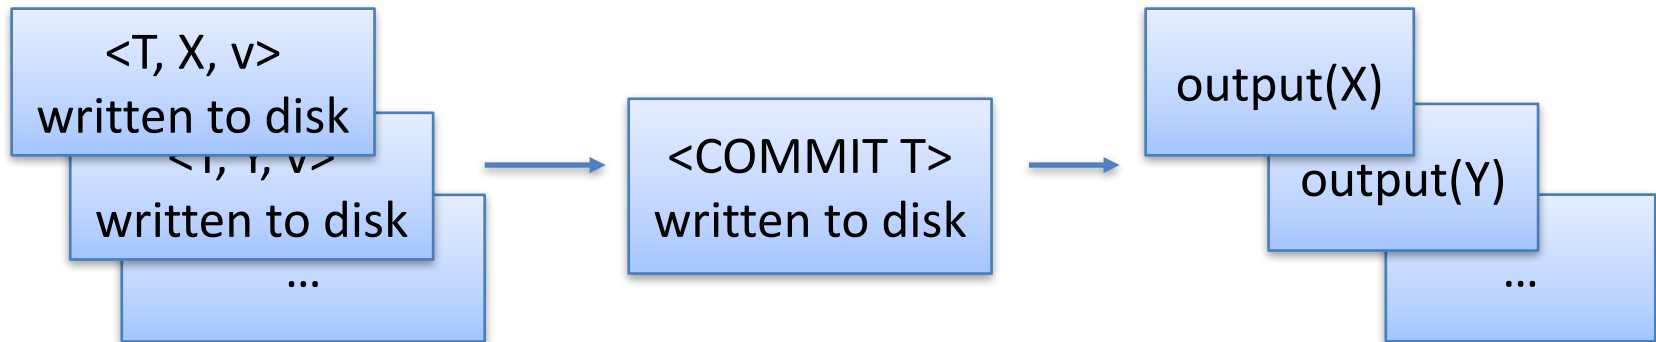 <T, X, v>
written to disk
<T, Y, v>
written to disk
...
<COMMIT T>
written to disk
output(X)
output(Y)
...